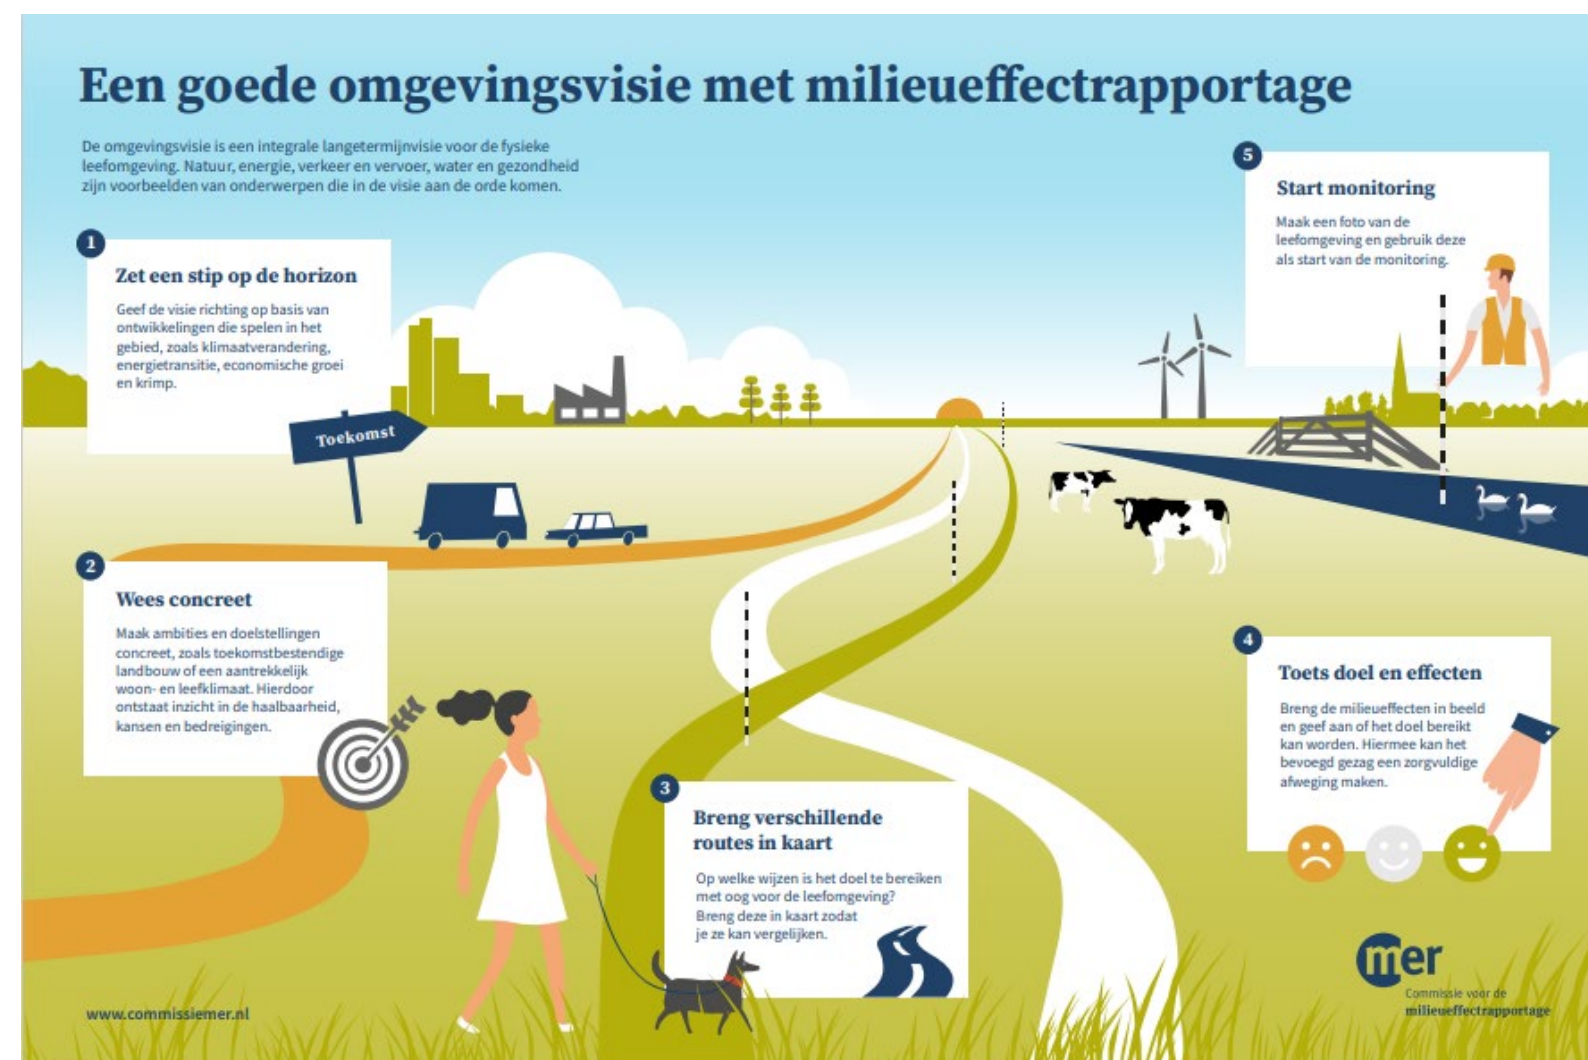 Een goede omgevingsvisie met milieueffectrapportage
De omgevingsvisie is een integrale langetermijnvisie voor de fysieke
leefomgeving. Natuur, energie, verkeer en vervoer, water en gezondheid
zijn voorbeelden van onderwerpen die in de visie aan de orde komen.
1
Zet een stip op de horizon
Geef de visie richting op basis van
ontwikkelingen die spelen in het
gebied, zoals klimaatverandering,
energietransitie, economische groei
en krimp.
Toekomst
2
Wees concreet
Maak ambities en doelstellingen
concreet, zoals toekomstbestendige
landbouw of een aantrekkelijk
woon- en leefklimaat. Hierdoor
ontstaat inzicht in de haalbaarheid,
kansen en bedreigingen.
3
Breng verschillende
routes in kaart
Op welke wijzen is het doel te bereiken
met oog voor de leefomgeving?
Breng deze in kaart zodat
je ze kan vergelijken.
4
Toets doel en effecten
Breng de milieueffecten in beeld
en geef aan of het doel bereikt
kan worden. Hiermee kan het
bevoegd gezag een zorgvuldige
afweging maken.
5
Start monitoring
Maak een foto van de
leefomgeving en gebruik deze
als start van de monitoring.
www.commissiemer.nl
mer
Commissie voor de
milieueffectrapportage